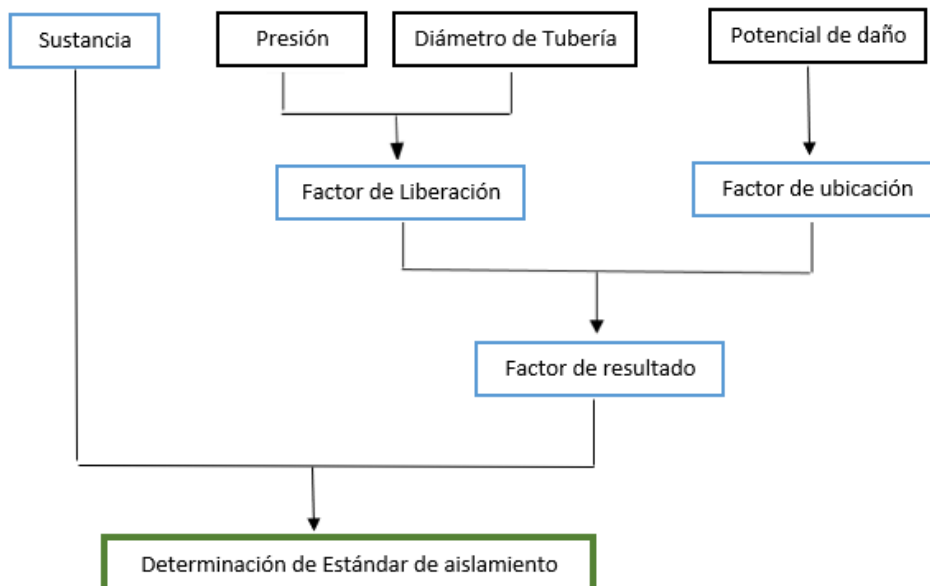 Sustancia
Presión
Diámetro de Tubería
Potencial de daño
Factor de Liberación
Factor de ubicación
Factor de resultado
Determinación de Estándar de aislamiento